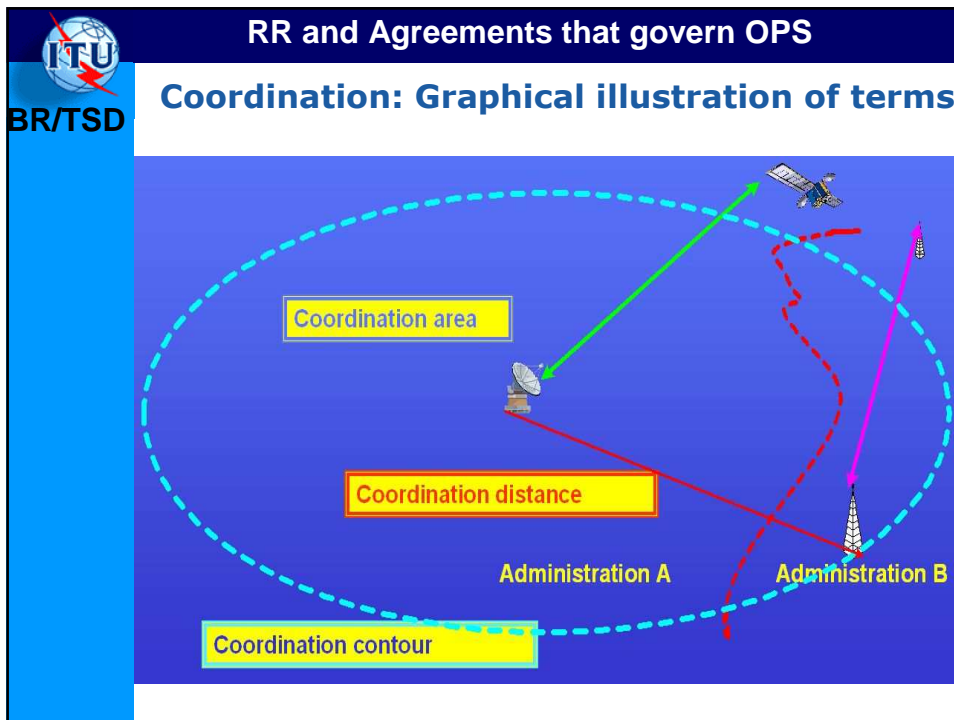 RR and Agreements that govern OPS
ITU
BR/TSD
Coordination: Graphical illustration of terms
Coordination area
Coordination distance
Administration A
Administration B
Coordination contour